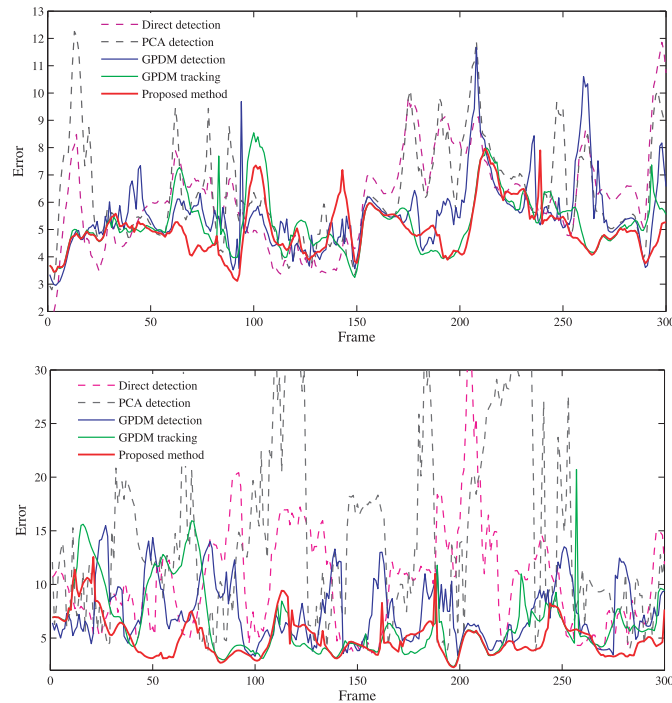 13
12
11
10
9
8
7
6
5
4
3
2
Error
Direct detection
PCA detection
GPDM detection
GPDM tracking
Proposed method
0 50 100 150 200 250 300
Frame
30
25
20
15
10
5
Error
Direct detection
PCA detection
GPDM detection
GPDM tracking
Proposed method
0 50 100 150 200 250 300
Frame